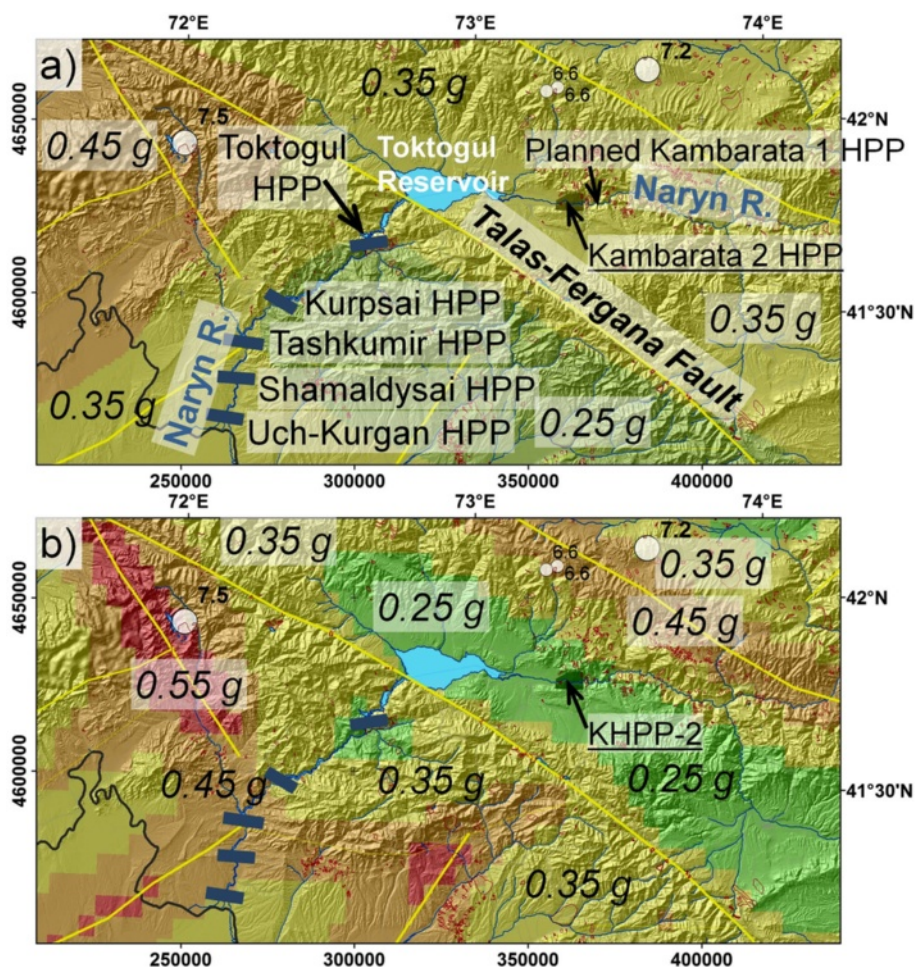 72°E
73°E
74°E
a)
0.35 g
7.2
6.6
6.6
42°N
4650000
7.5
0.45 g
Toktogul
HPP
Toktogul
Reservoir
Planned Kambarata 1 HPP
Naryn R.
Kambarata 2 HPP
Talas-Fergana Fault
4600000
Kurpsai HPP
0.35 g
41°30'N
Naryn R.
Tashkumir HPP
Shamaldysai HPP
0.35 g
Uch-Kurgan HPP
0.25 g
250000
300000
350000
400000
72°E
73°E
74°E
b)
0.35 g
7.2
6.6
6.6
0.35 g
42°N
4650000
7.5
0.25 g
0.45 g
0.55 g
KHPP-2
4600000
0.45 g
0.35 g
0.25 g
41°30'N
0.35 g
250000
300000
350000
400000